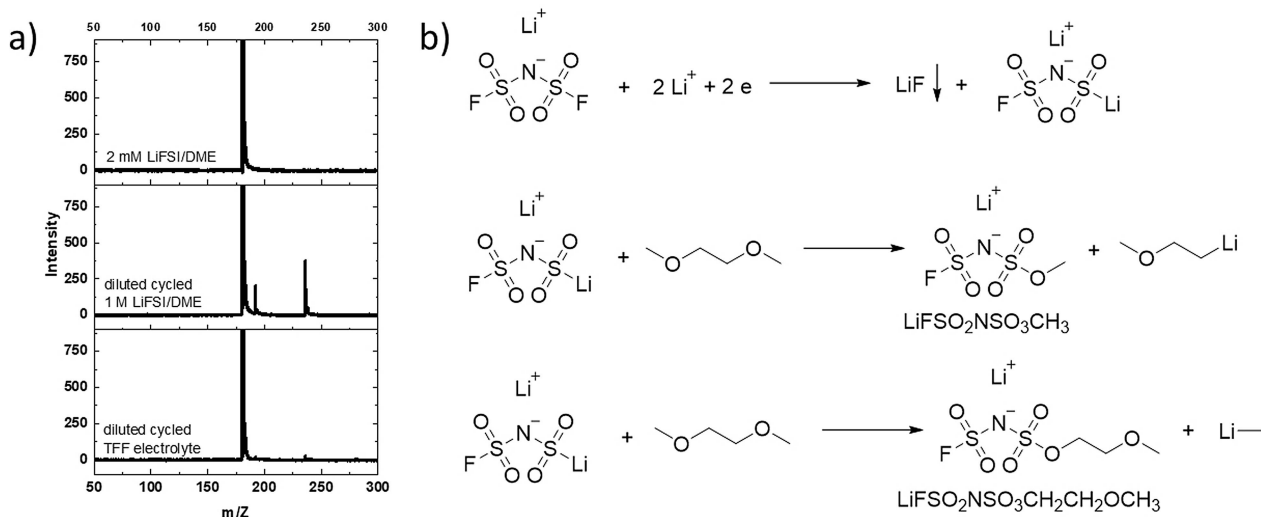 a)
50 100 150 200 250 300
750
500
250
0
2 mM LiFSI/DME
750
500
250
0
diluted cycled
1 M LiFSI/DME
750
500
250
0
diluted cycled
TFF electrolyte
50 100 150 200 250 300
Intensity
m/Z
b)
Li+
O N− O
S S
F O O F
+ 2 Li+ + 2 e
LiF +
Li+
O N− O
S S
F O O Li
Li+
O N− O
S S
F O O Li
+
O O
Li+
O N− O
S S
F O O O
LiFSO2NSO3CH3
+
O Li
Li+
O N− O
S S
F O O Li
+
O O
Li+
O N− O
S S
F O O O O
LiFSO2NSO3CH2CH2OCH3
+ Li